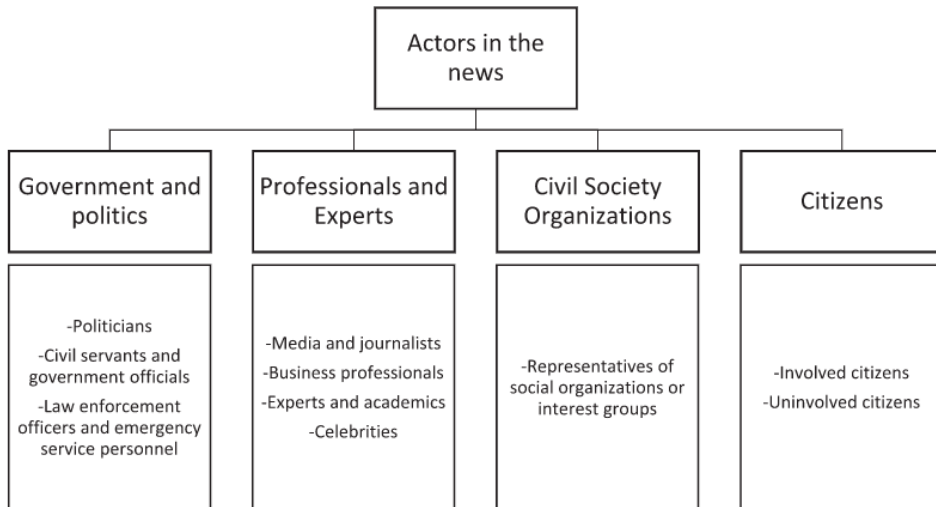 Actors in the
news
Government and
politics
Professionals and
Experts
Civil Society
Organizations
Citizens
-Politicians
-Civil servants and
government officials
-Law enforcement
officers and emergency
service personnel
-Media and journalists
-Business professionals
-Experts and academics
-Celebrities
-Representatives of
social organizations or
interest groups
-Involved citizens
-Uninvolved citizens